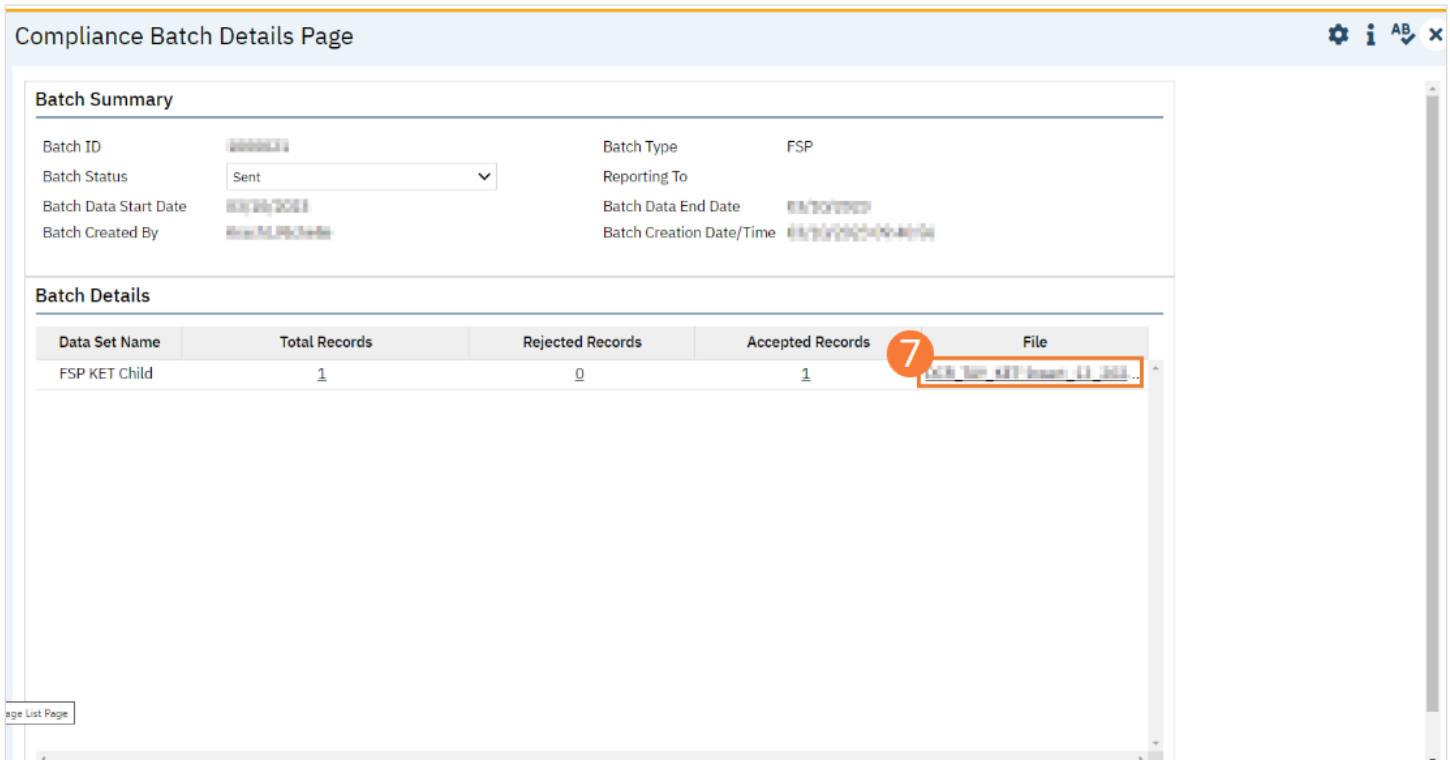 Compliance Batch Details Page
AB
Batch Summary
Batch ID
Batch Type FSP
Batch Status Sent
Reporting To
Batch Data Start Date
Batch Data End Date
Batch Created By
Batch Creation Date/Time
Batch Details
Data Set Name Total Records Rejected Records Accepted Records File
7
FSP KET Child 1 0 1
age List Page